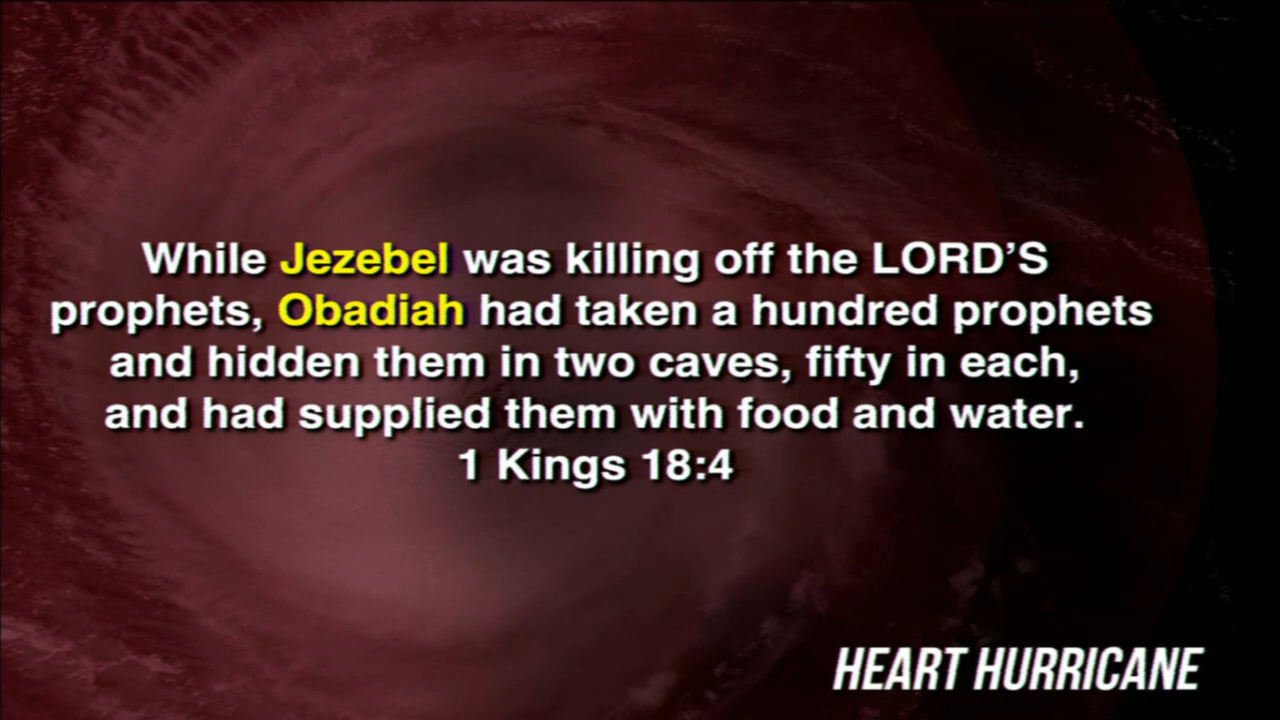 While Jezebel was killing off the LORD’S
prophets, Obadiah had taken a hundred prophets
and hidden them in two caves, fifty in each,
and had supplied them with food and water.
1 Kings 18:4
HEART HURRICANE